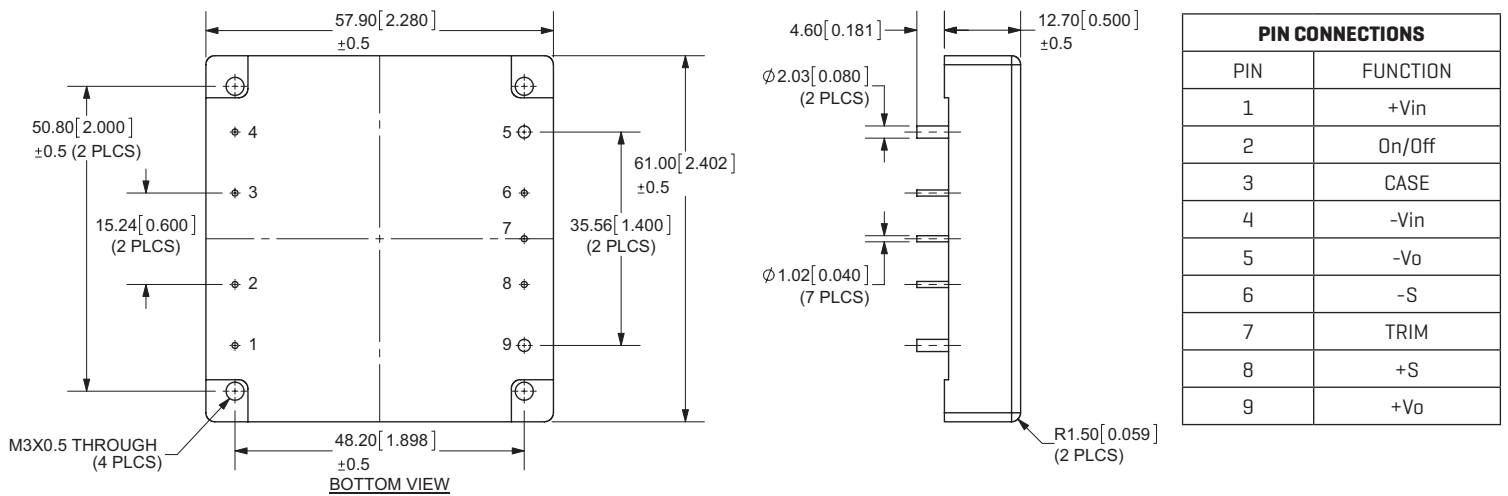 57.90[2.280]
±0.5
50.80[2.000]
±0.5 (2 PLCS)
4
3
15.24[0.600]
(2 PLCS)
2
1
5
6
7
8
9
61.00[2.402]
±0.5
35.56[1.400]
(2 PLCS)
M3X0.5 THROUGH
(4 PLCS)
48.20[1.898]
±0.5
BOTTOM VIEW
4.60[0.181]
12.70[0.500]
±0.5
Ø2.03[0.080]
(2 PLCS)
Ø1.02[0.040]
(7 PLCS)
R1.50[0.059]
(2 PLCS)
PIN CONNECTIONS
PIN FUNCTION
1 +Vin
2 On/Off
3 CASE
4 -Vin
5 -Vo
6 -S
7 TRIM
8 +S
9 +Vo